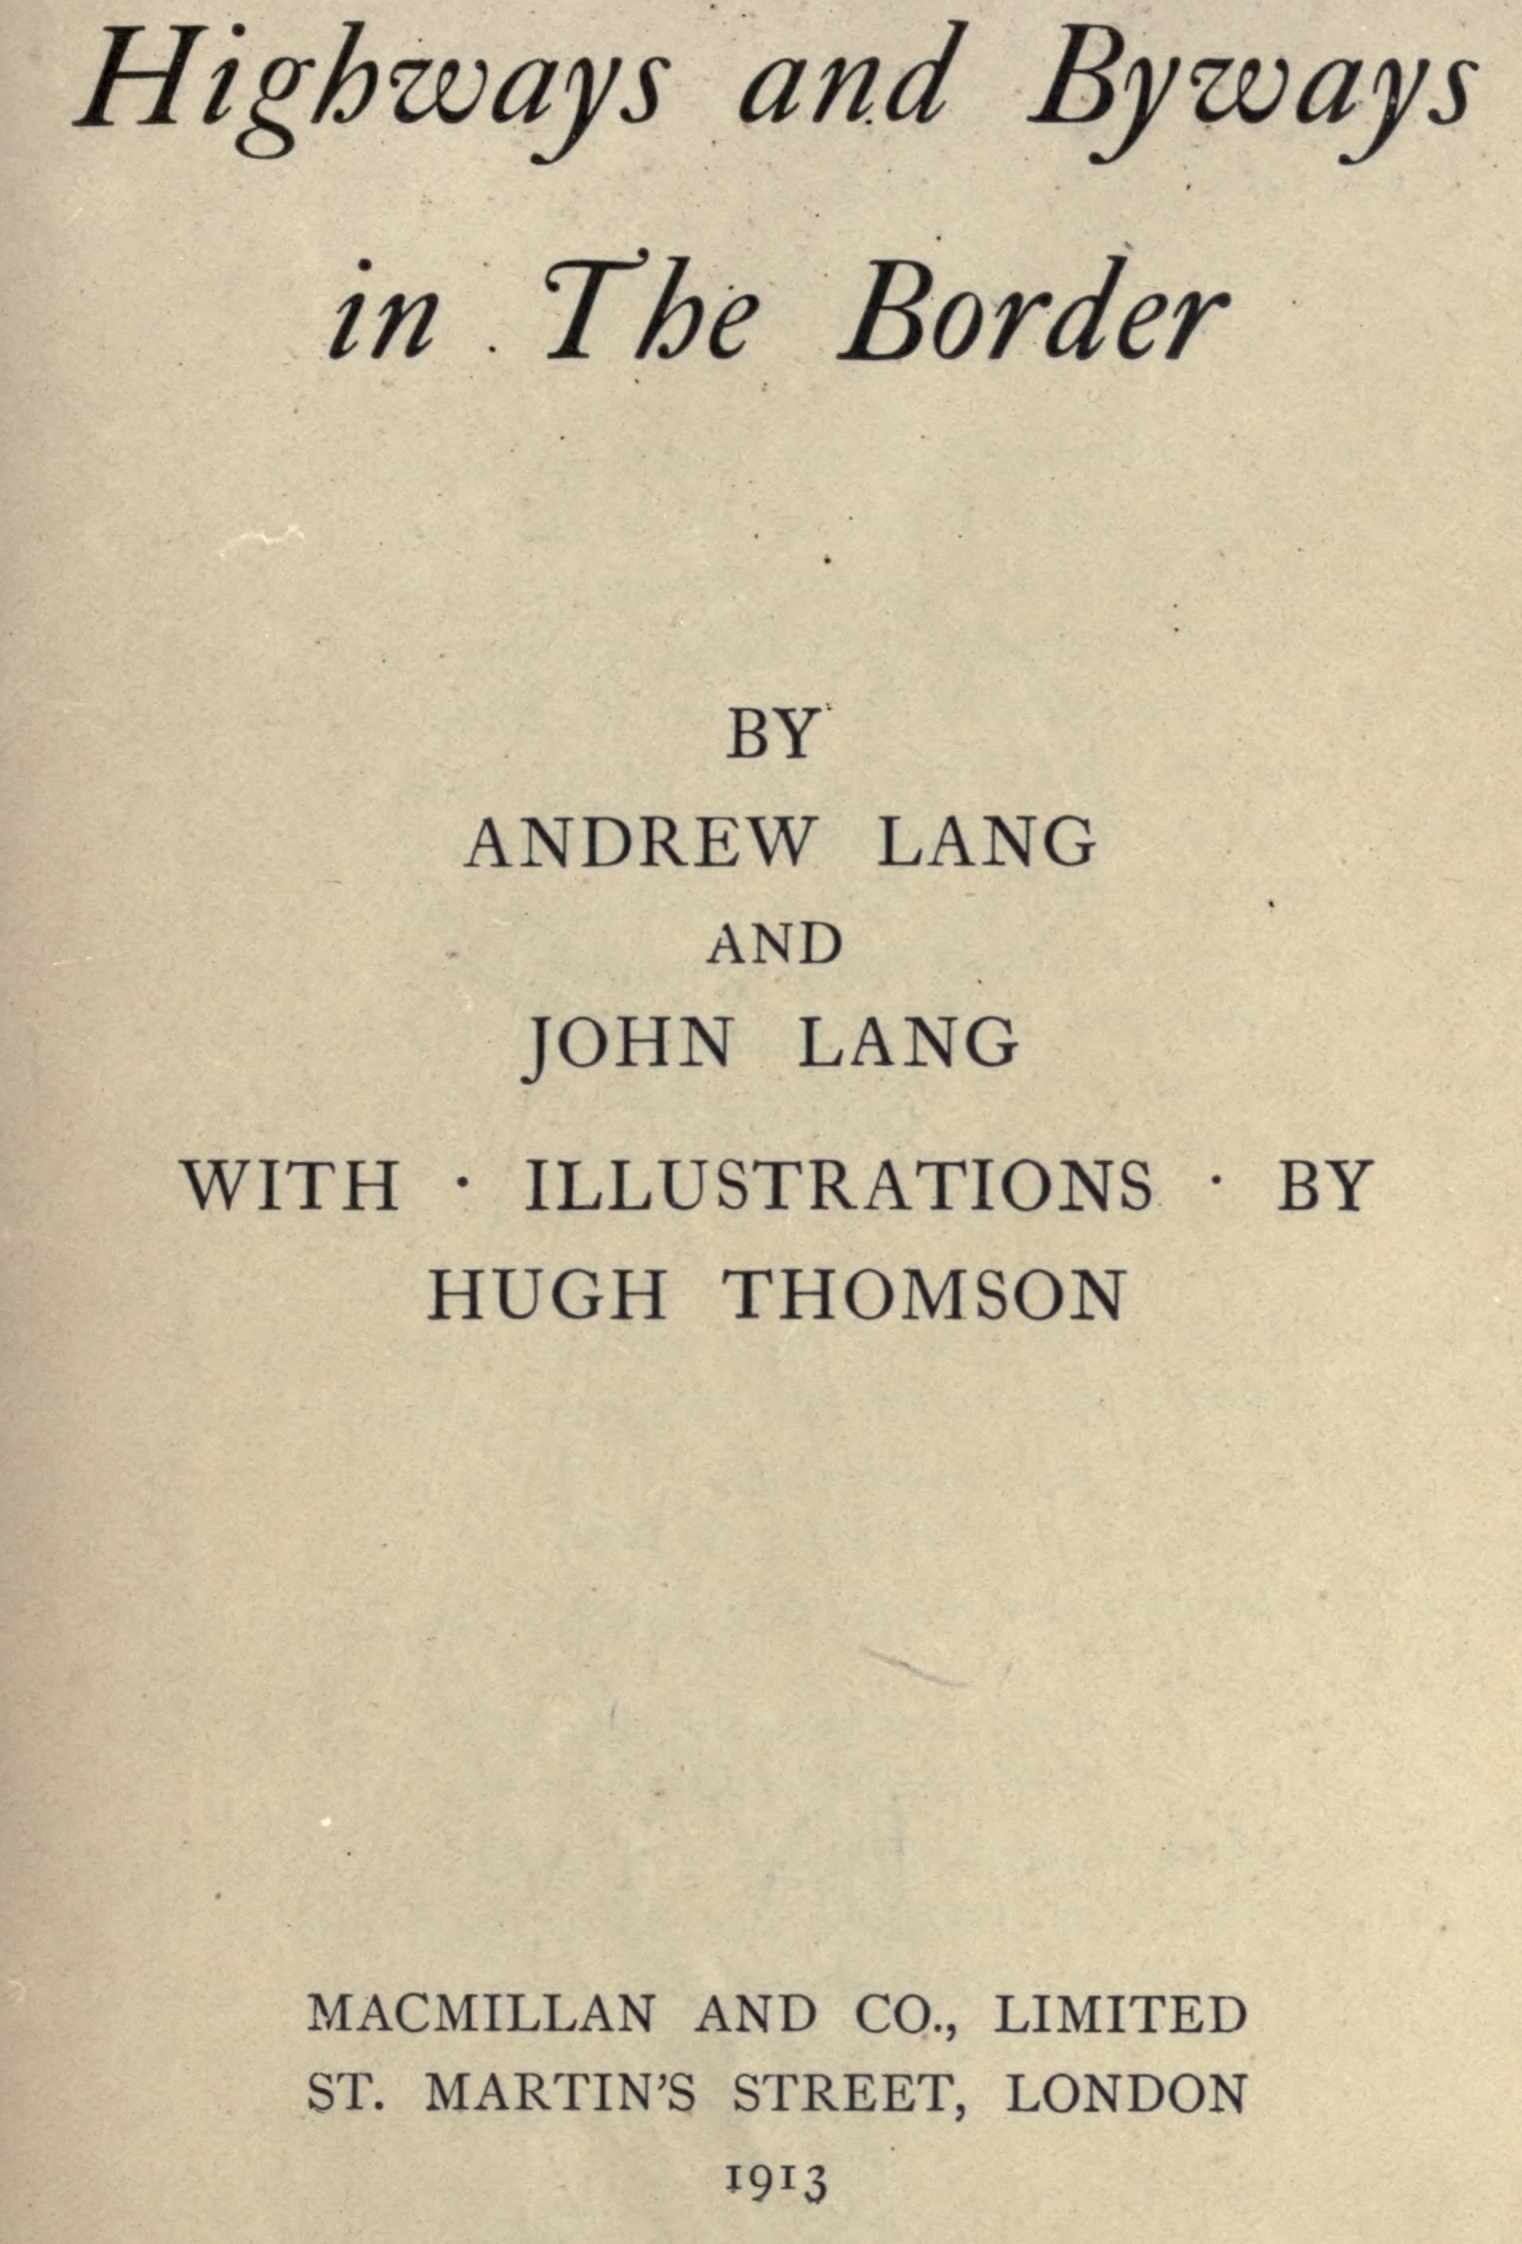 Highways and Byways
in The Border
BY
ANDREW LANG
AND
JOHN LANG
WITH · ILLUSTRATIONS · BY
HUGH THOMSON
MACMILLAN AND CO., LIMITED
ST. MARTIN'S STREET, LONDON
1913